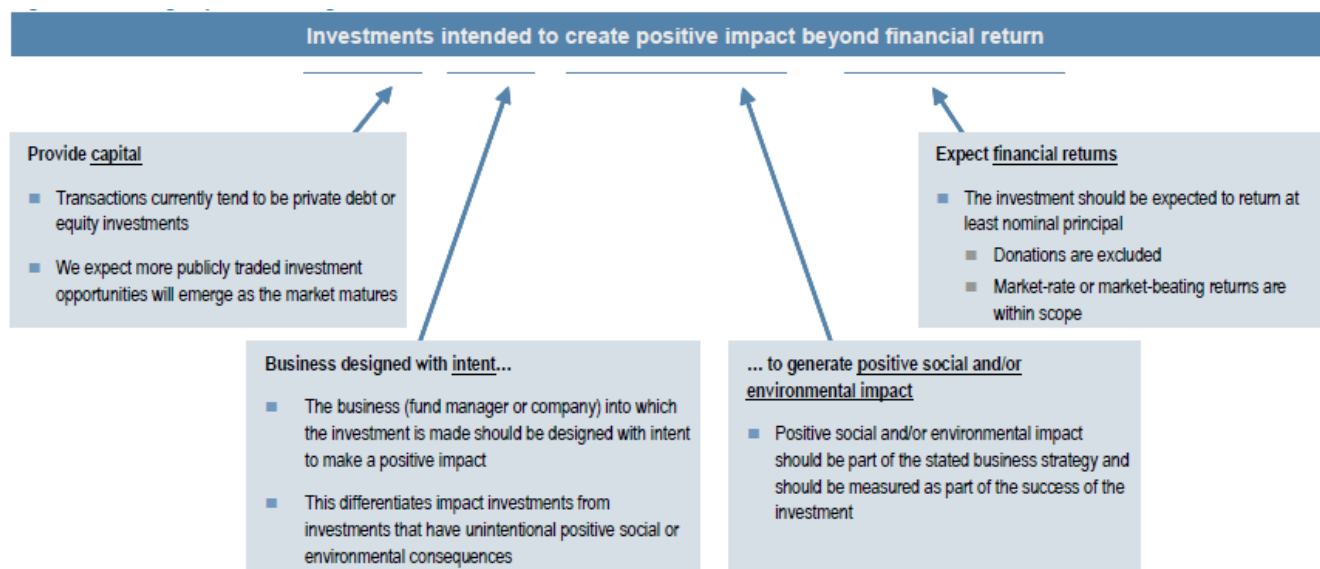 Investments intended to create positive impact beyond financial return
Provide capital
Transactions currently tend to be private debt or
equity investments
We expect more publicly traded investment
opportunities will emerge as the market matures
Expect financial returns
The investment should be expected to return at
least nominal principal
Donations are excluded
Market-rate or market-beating returns are
within scope
Business designed with intent...
The business (fund manager or company) into which
the investment is made should be designed with intent
to make a positive impact
This differentiates impact investments from
investments that have unintentional positive social or
environmental consequences
... to generate positive social and/or
environmental impact
Positive social and/or environmental impact
should be part of the stated business strategy and
should be measured as part of the success of the
investment